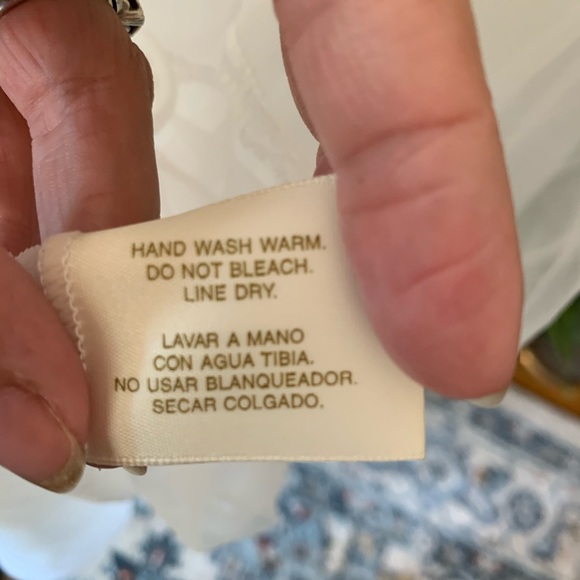 HAND WASH WARM.
DO NOT BLEACH.
LINE DRY.
LAVAR A MANO
CON AGUA TIBIA.
NO USAR BLANQUEADOR.
SECAR COLGADO.